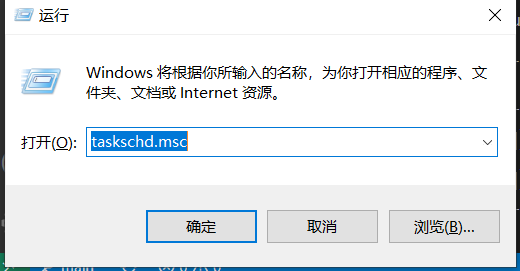 运行
Windows 将根据你所输入的名称，为你打开相应的程序、文
件夹、文档或 Internet 资源。
打开(O): taskschd.msc
确定 取消 浏览(B)...